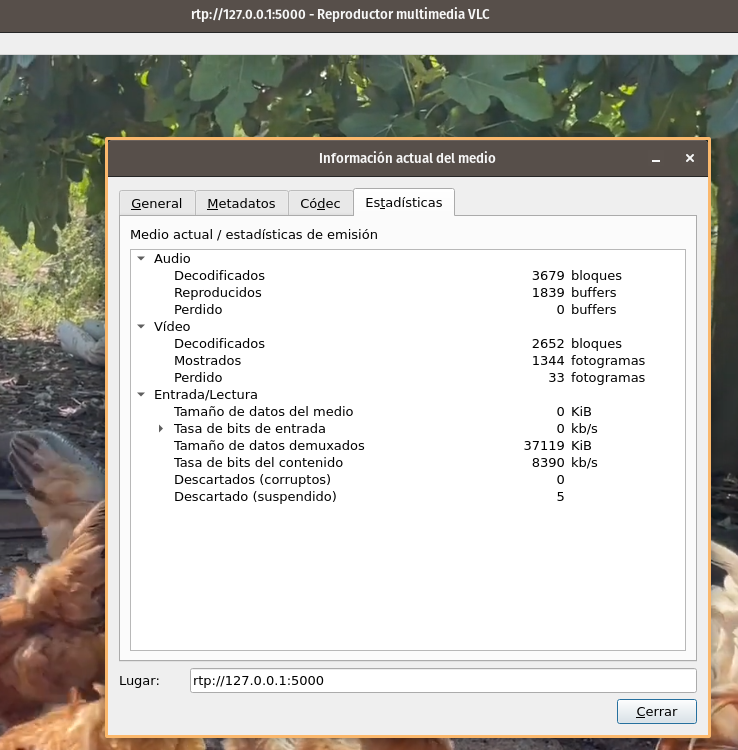 rtp://127.0.0.1:5000 - Reproductor multimedia VLC
Información actual del medio
General Metadatos Códec Estadísticas
Medio actual / estadísticas de emisión
Audio
Decodificados 3679 bloques
Reproducidos 1839 buffers
Perdido 0 buffers
Vídeo
Decodificados 2652 bloques
Mostrados 1344 fotogramas
Perdido 33 fotogramas
Entrada/Lectura
Tamaño de datos del medio 0 KiB
Tasa de bits de entrada 0 kb/s
Tamaño de datos demuxados 37119 KiB
Tasa de bits del contenido 8390 kb/s
Descartados (corruptos) 0
Descartado (suspendido) 5
Lugar: rtp://127.0.0.1:5000
Cerrar